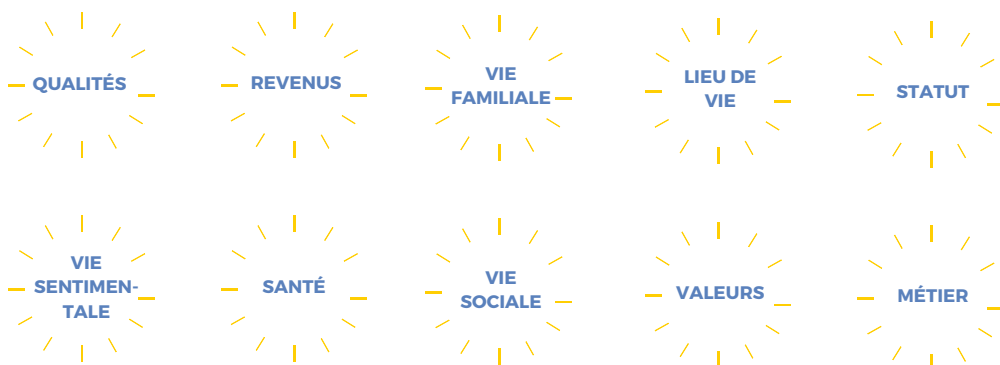 QUALITÉS
REVENUS
VIE
FAMILIALE
LIEU DE
VIE
STATUT
VIE
SENTIMEN-
TALE
SANTÉ
VIE
SOCIALE
VALEURS
MÉTIER